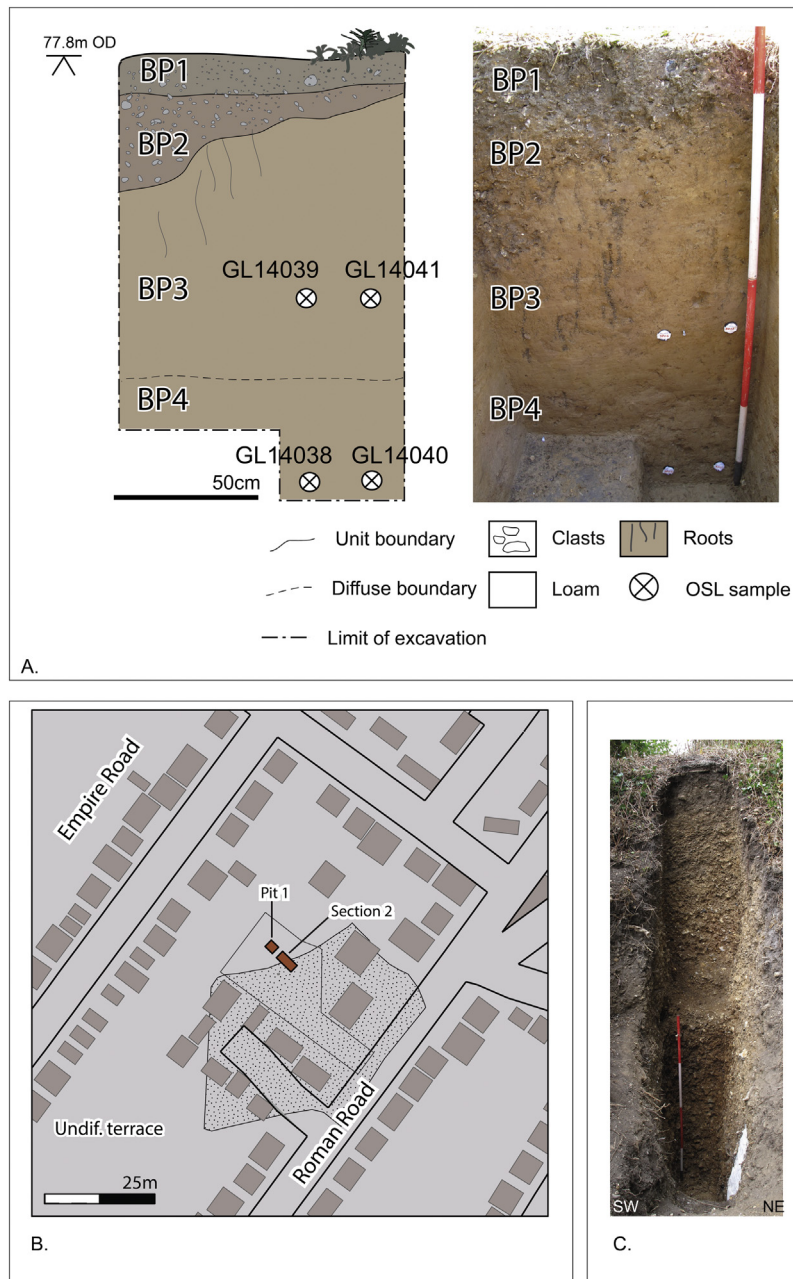 77.8m OD
BP1
BP2
BP3
BP4
GL14039 GL14041
GL14038 GL14040
50cm
BP1
BP2
BP3
BP4
Unit boundary
Clasts
Roots
Diffuse boundary
Loam
OSL sample
Limit of excavation
A.
Empire Road
Pit 1
Section 2
Undif. terrace
Roman Road
25m
B.
SW
NE
C.